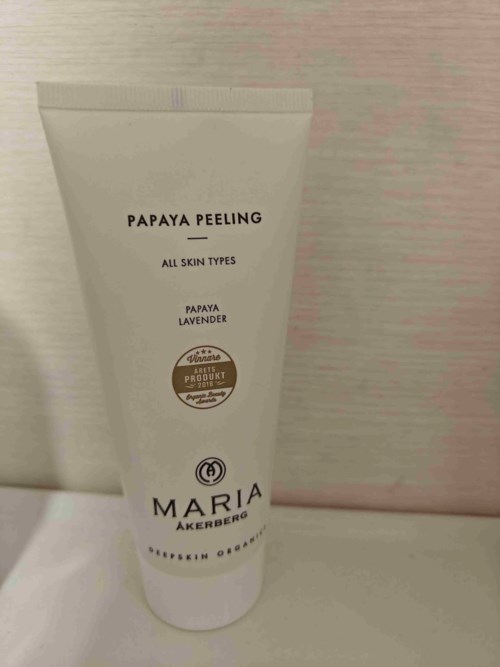 PAPAYA PEELING
ALL SKIN TYPES
PAPAYA
LAVENDER
Vinnare
ÅRETS
PRODUKT
2018
Organic Beauty
Awards
MARIA
ÅKERBERG
DEEPSKIN ORGANICS